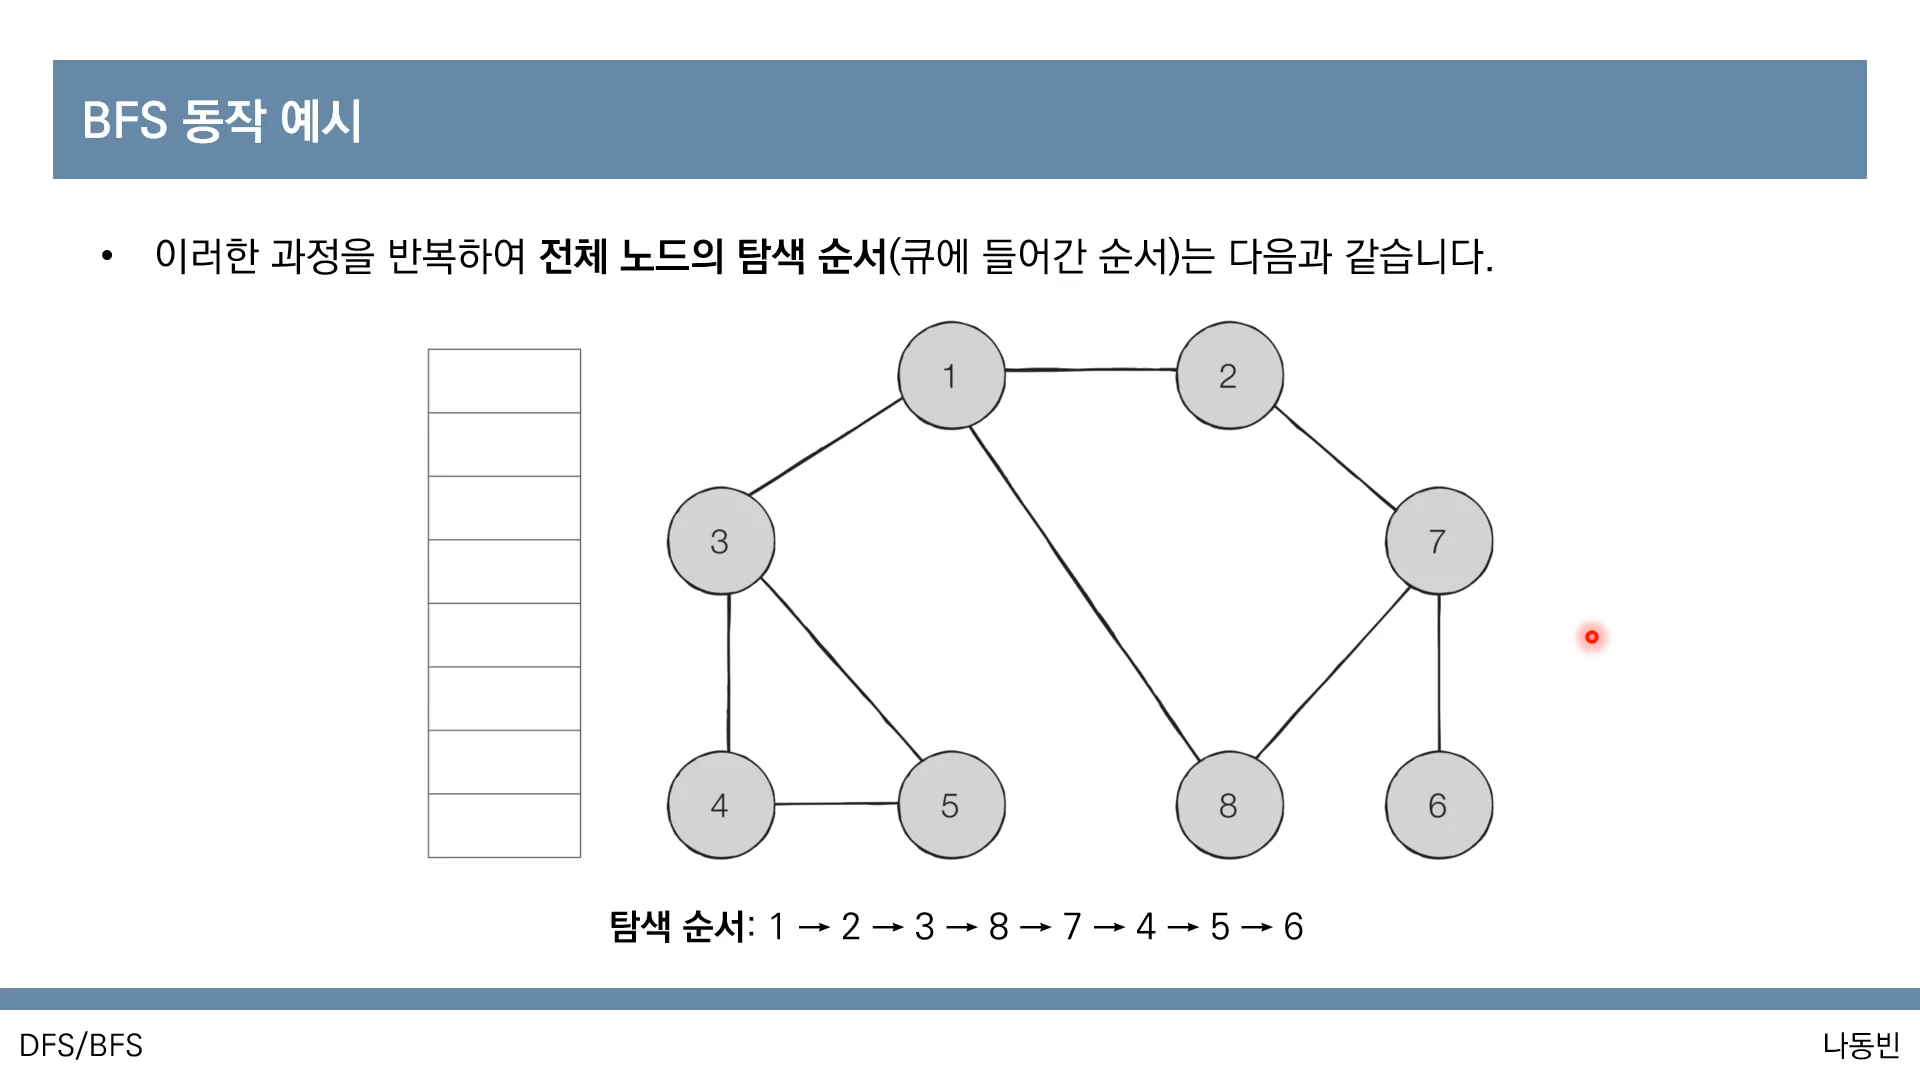 BFS 동작 예시
• 이러한 과정을 반복하여 전체 노드의 탐색 순서(큐에 들어간 순서)는 다음과 같습니다.
1
2
3
7
4
5
8
6
탐색 순서: 1 → 2 → 3 → 8 → 7 → 4 → 5 → 6
DFS/BFS
나동빈